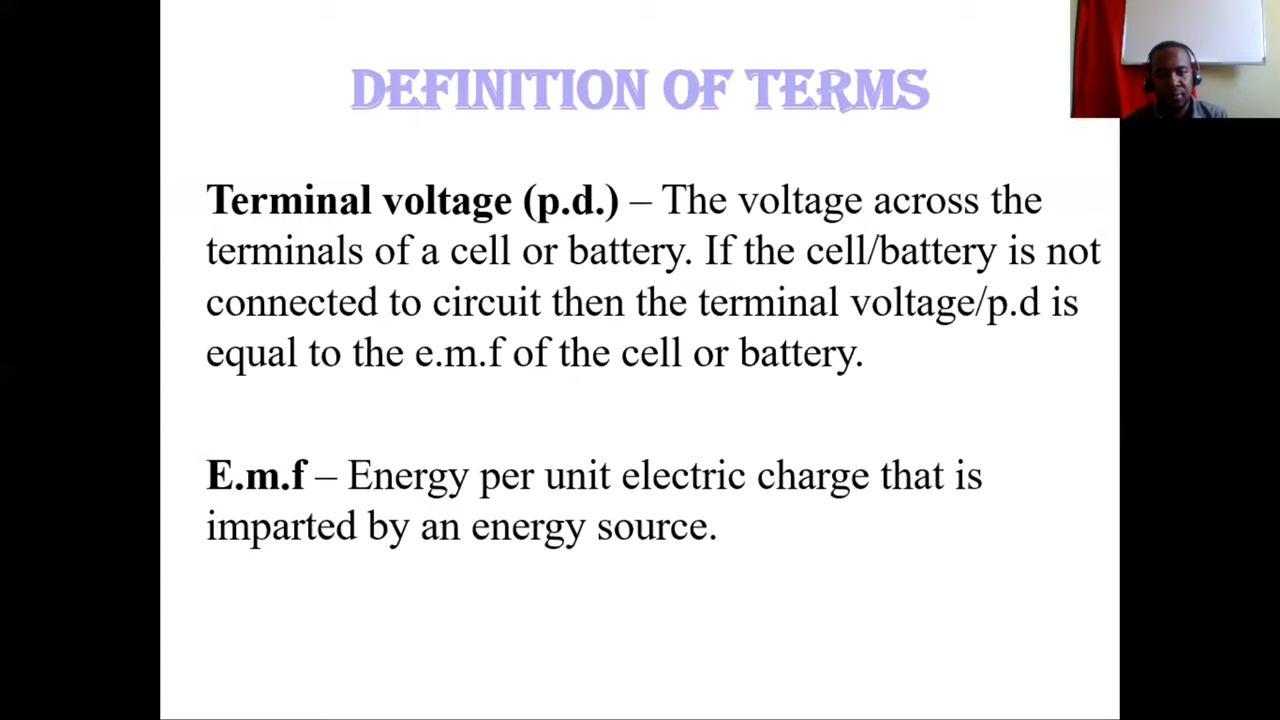 DEFINITION OF TERMS
Terminal voltage (p.d.) – The voltage across the
terminals of a cell or battery. If the cell/battery is not
connected to circuit then the terminal voltage/p.d is
equal to the e.m.f of the cell or battery.
E.m.f – Energy per unit electric charge that is
imparted by an energy source.